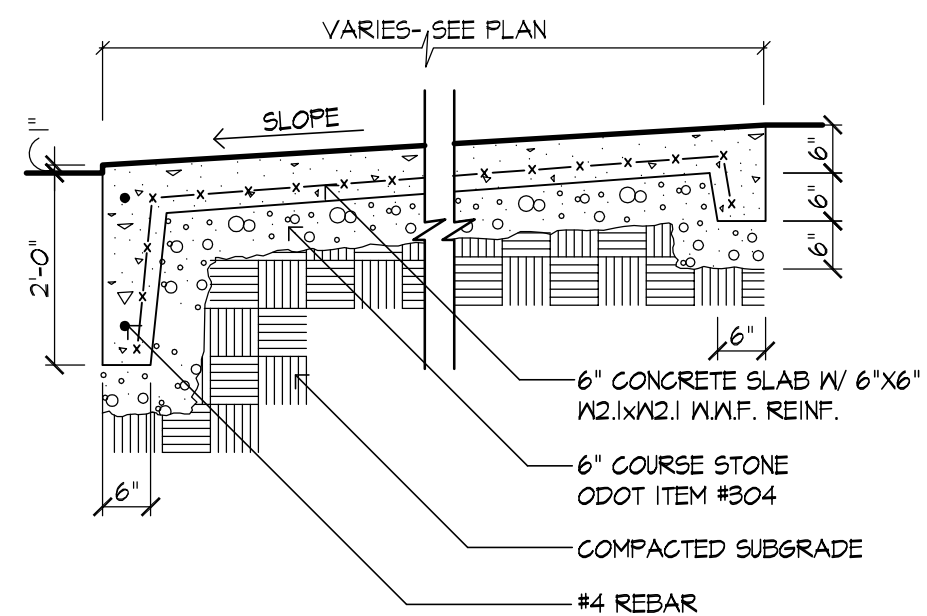 VARIES- SEE PLAN
SLOPE
1"
6"
6"
6"
2'-0"
6"
6" CONCRETE SLAB W/ 6"X6"
W2.1xW2.1 W.W.F. REINF.
6" COURSE STONE
ODOT ITEM #304
6"
COMPACTED SUBGRADE
#4 REBAR